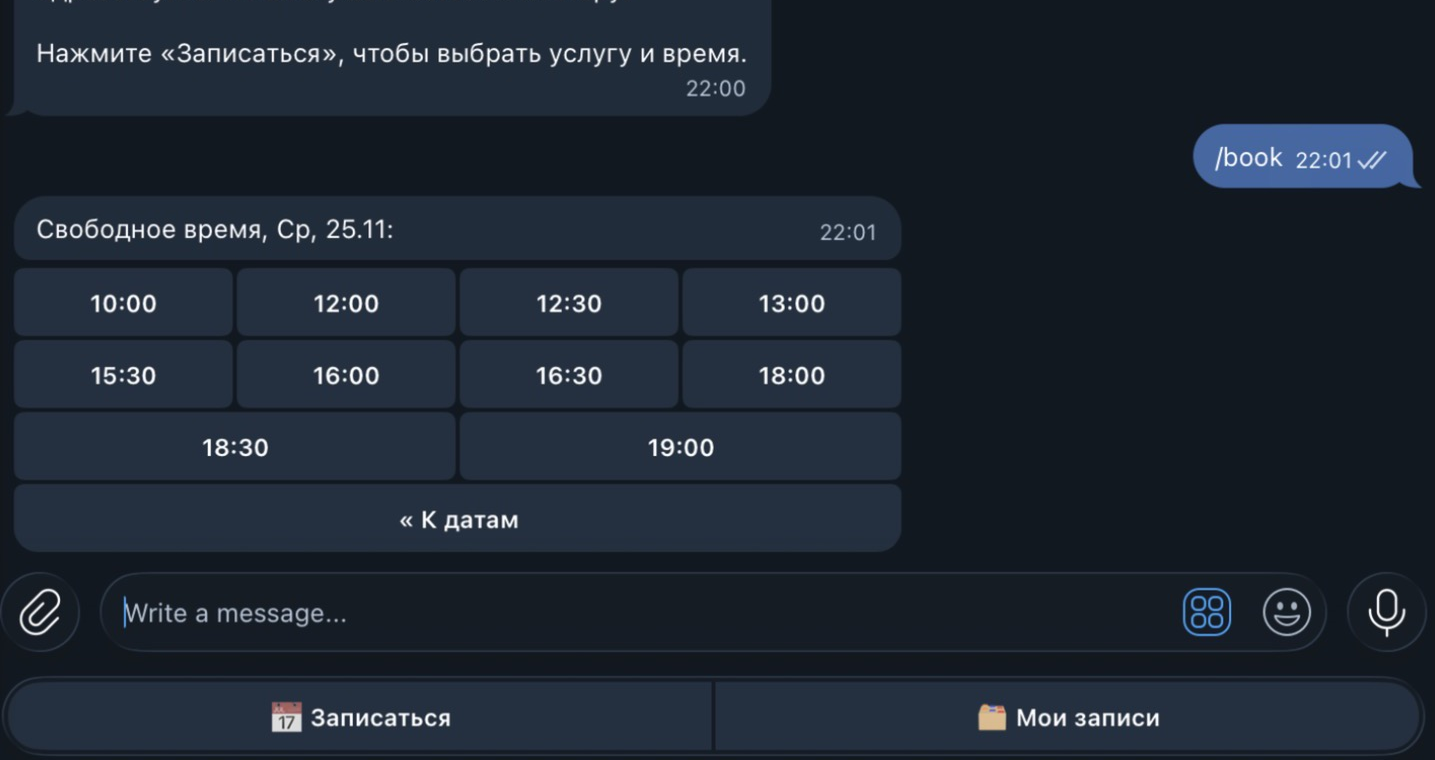 Нажмите «Записаться», чтобы выбрать услугу и время.
22:00
/book 22:01
Свободное время, Ср, 25.11: 22:01
10:00 12:00 12:30 13:00
15:30 16:00 16:30 18:00
18:30 19:00
« К датам
Write a message...
17 Записаться Мои записи